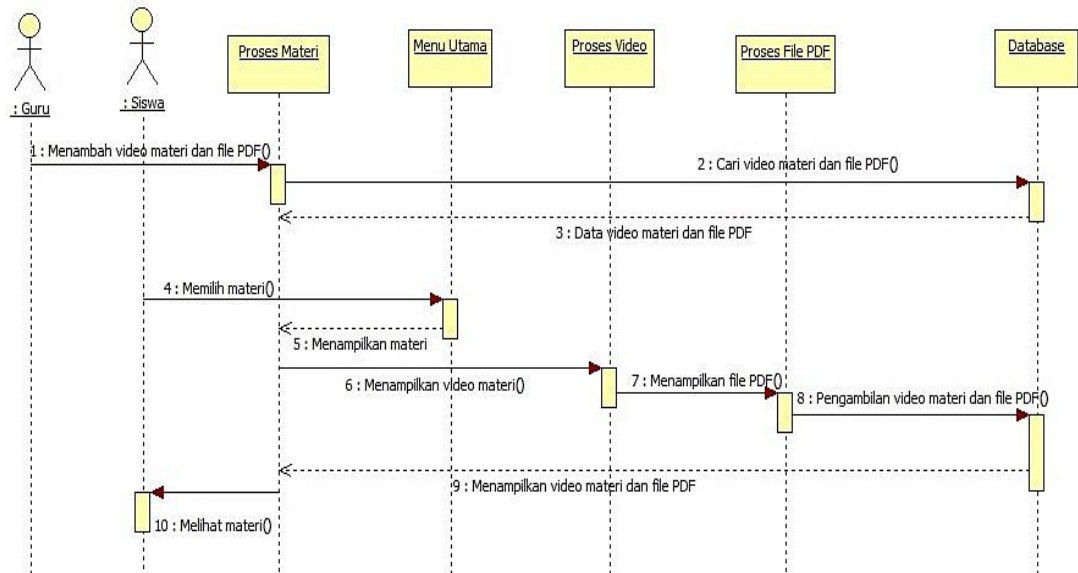 : Guru
: Siswa
Proses Materi
Menu Utama
Proses Video
Proses File PDF
Database
1 : Menambah video materi dan file PDF()
2 : Cari video materi dan file PDF()
3 : Data video materi dan file PDF
4 : Memilih materi()
5 : Menampilkan materi
6 : Menampilkan video materi()
7 : Menampilkan file PDF()
8 : Pengambilan video materi dan file PDF()
9 : Menampilkan video materi dan file PDF
10 : Melihat materi()